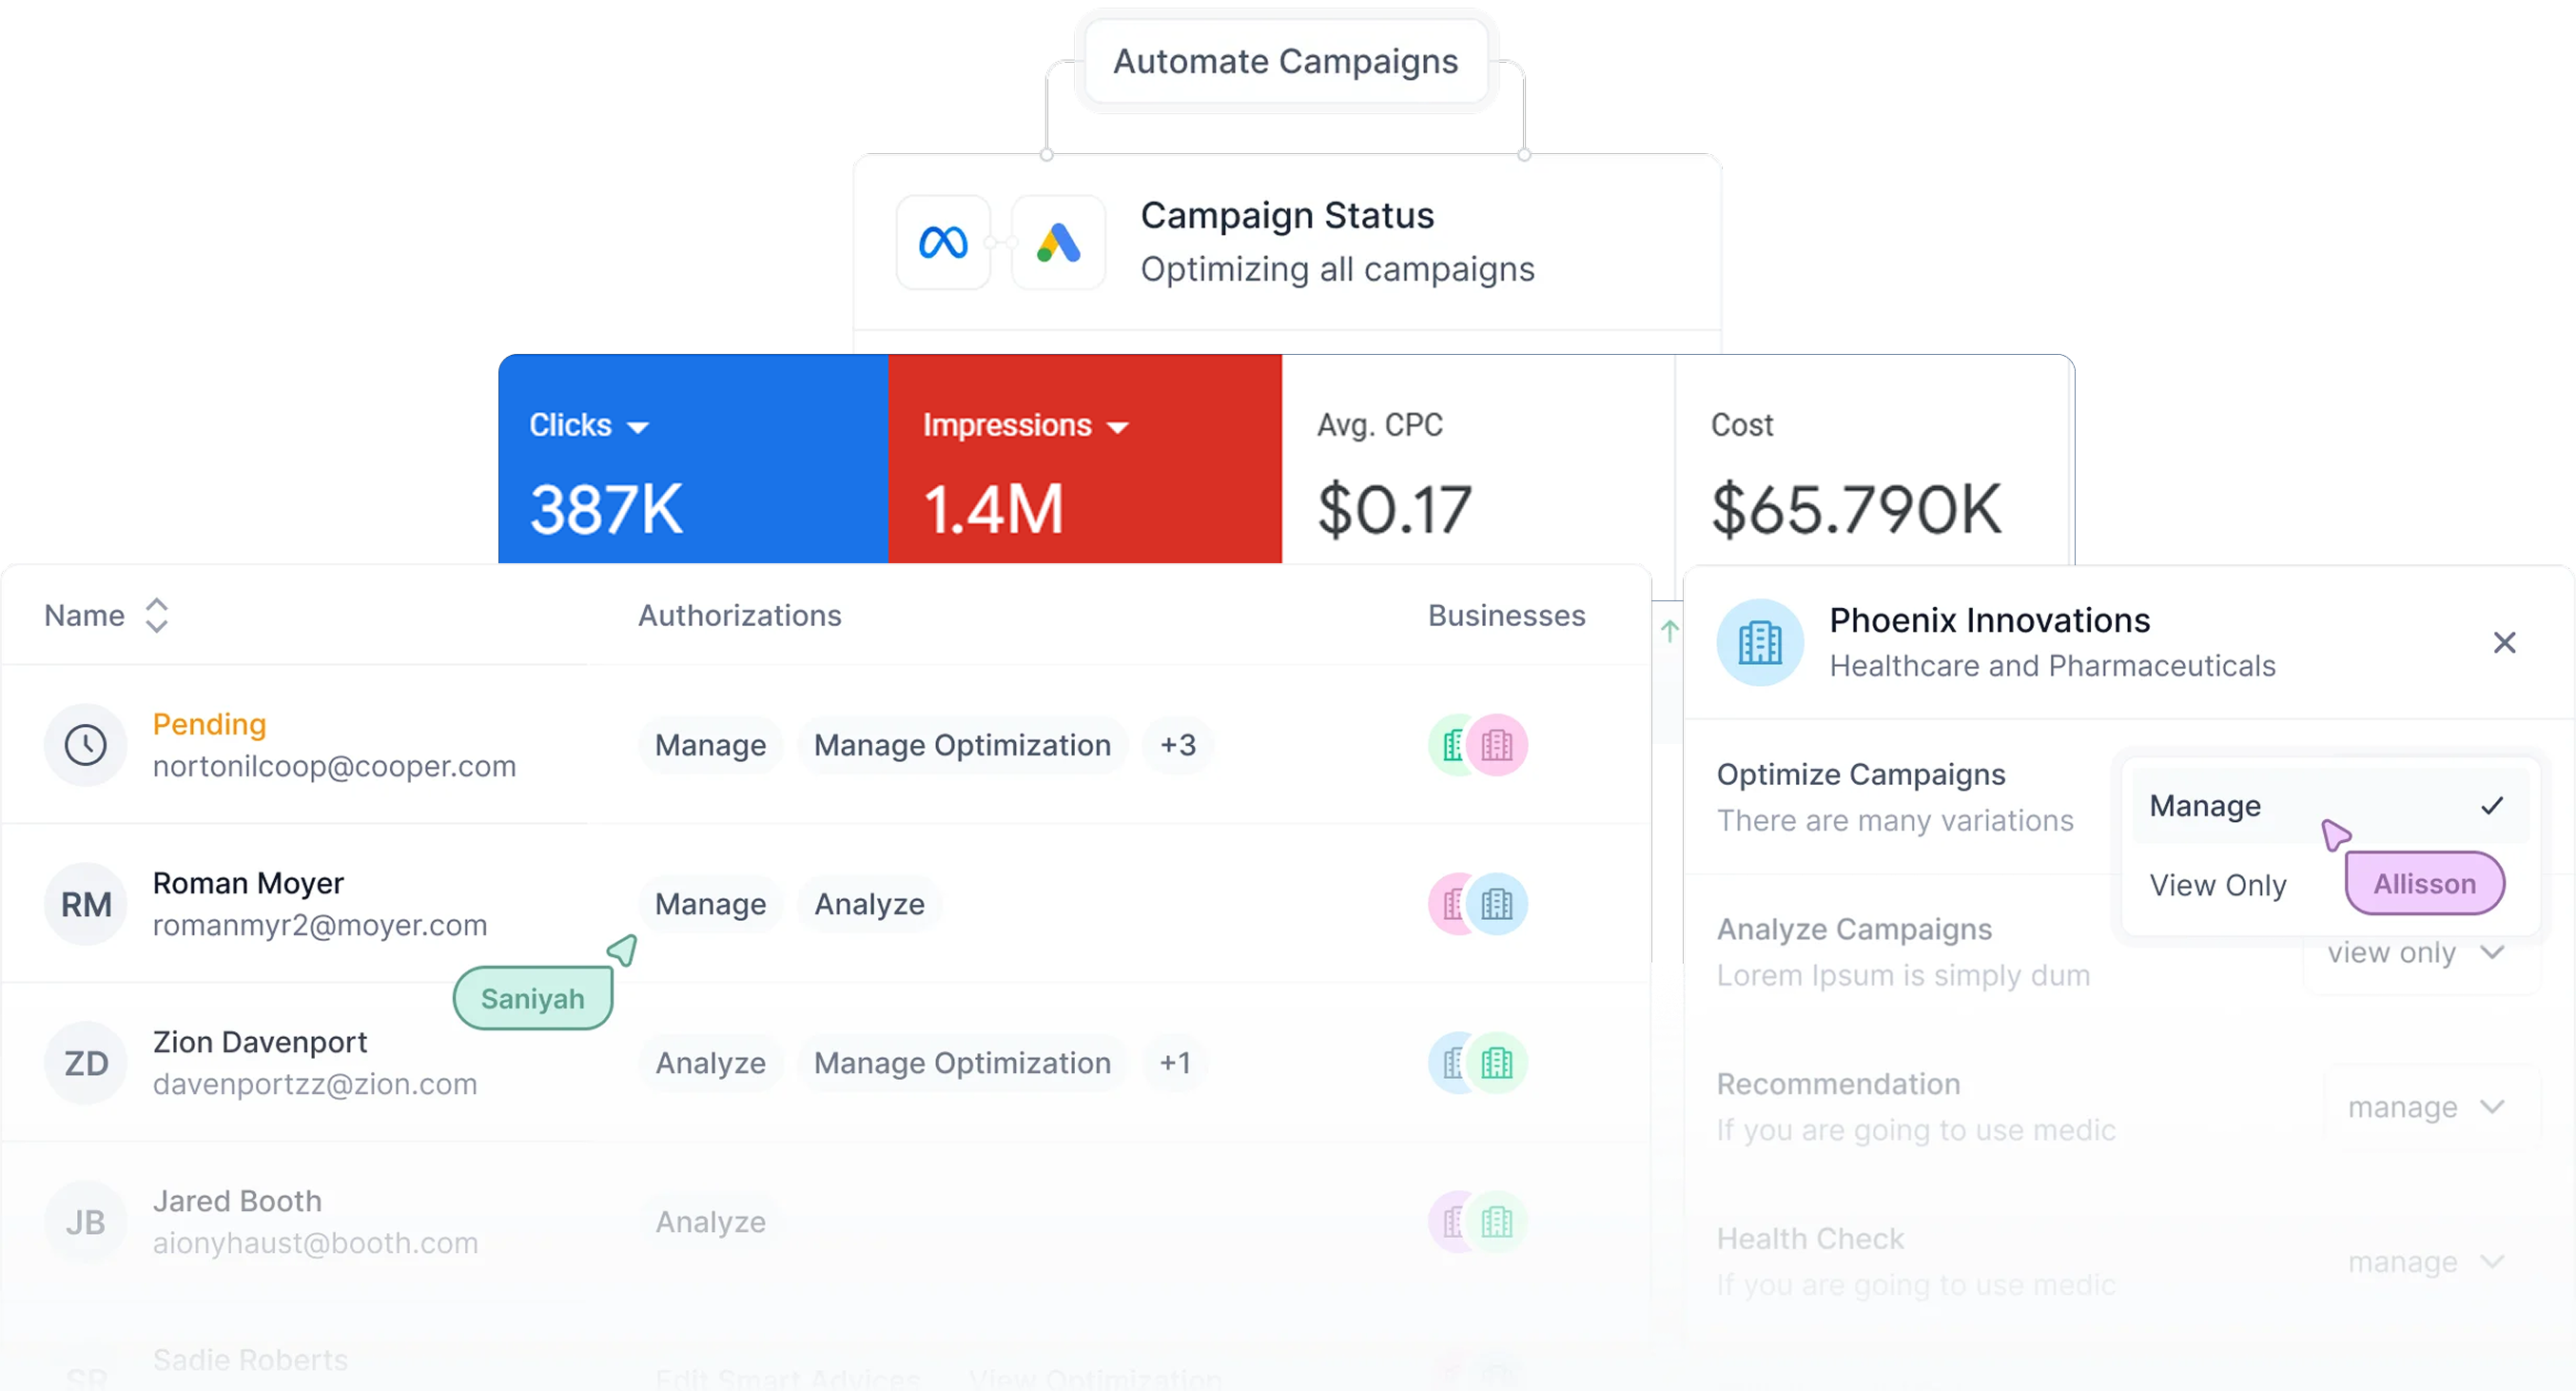 Automate Campaigns
Campaign Status
Optimizing all campaigns
Clicks
387K
Impressions
1.4M
Avg. CPC
$0.17
Cost
$65.790K
Name
Authorizations
Businesses
Pending
nortonilcoop@cooper.com
Manage
Manage Optimization
+3
RM
Roman Moyer
romanmyr2@moyer.com
Manage
Analyze
Saniyah
ZD
Zion Davenport
davenportzz@zion.com
Analyze
Manage Optimization
+1
JB
Jared Booth
aionyhaust@booth.com
Analyze
SR
Sadie Roberts
Edit Smart Advices
View Optimization
Phoenix Innovations
Healthcare and Pharmaceuticals
Optimize Campaigns
There are many variations
Manage
View Only
Allisson
Analyze Campaigns
Lorem Ipsum is simply dum
view only
Recommendation
If you are going to use medic
manage
Health Check
If you are going to use medic
manage